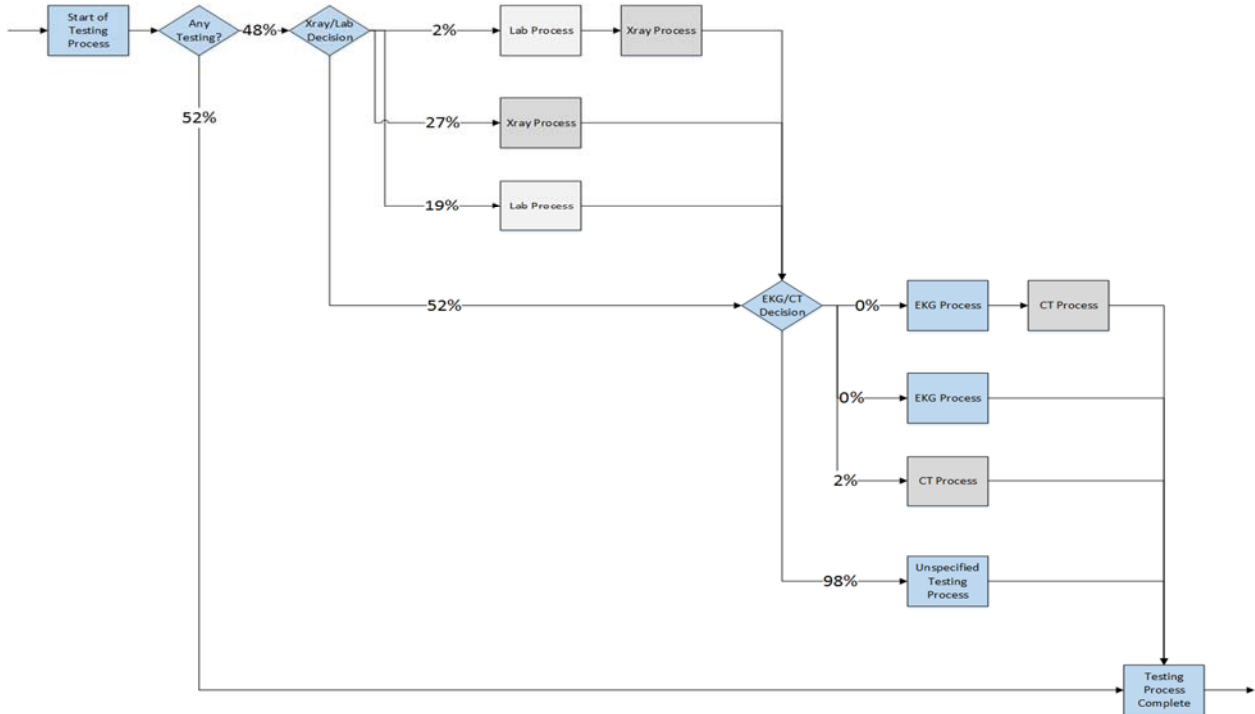 Start of
Testing
Process
Any
Testing?
48%
Xray/Lab
Decision
2%
Lab Process
Xray Process
52%
27%
Xray Process
19%
Lab Process
52%
EKG/CT
Decision
0%
EKG Process
CT Process
0%
EKG Process
2%
CT Process
98%
Unspecified
Testing
Process
Testing
Process
Complete